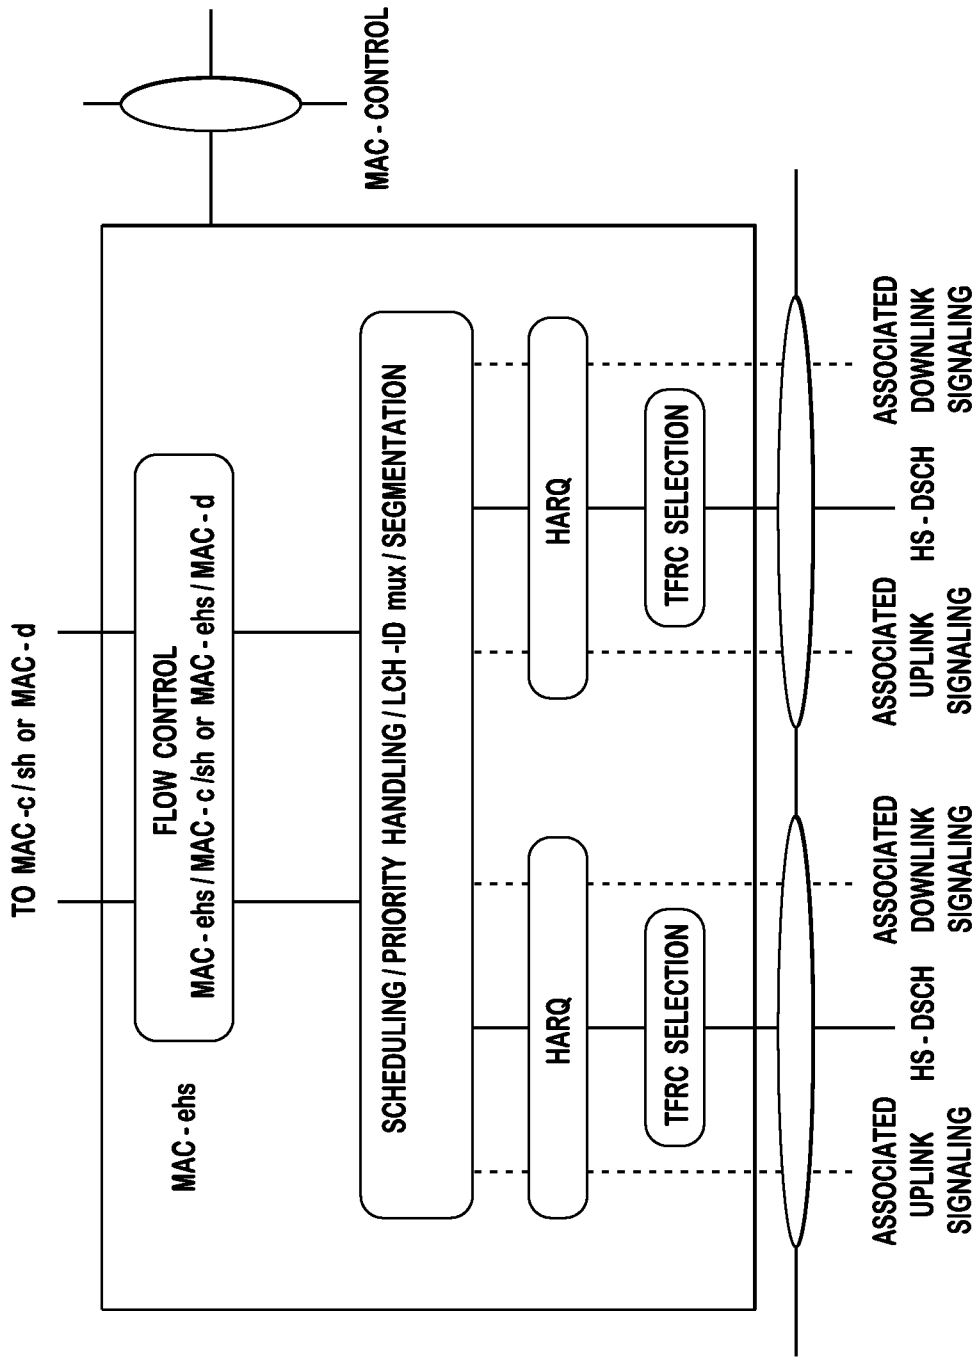 TO MAC-c/sh or MAC-d
MAC-CONTROL
MAC-ehs
FLOW CONTROL
MAC-ehs/MAC-c/sh or MAC-ehs/MAC-d
SCHEDULING/PRIORITY HANDLING/LCH-ID mux/SEGMENTATION
HARQ
HARQ
TFRC SELECTION
TFRC SELECTION
ASSOCIATED
UPLINK
SIGNALING
HS-DSCH
ASSOCIATED
DOWNLINK
SIGNALING
ASSOCIATED
UPLINK
SIGNALING
HS-DSCH
ASSOCIATED
DOWNLINK
SIGNALING